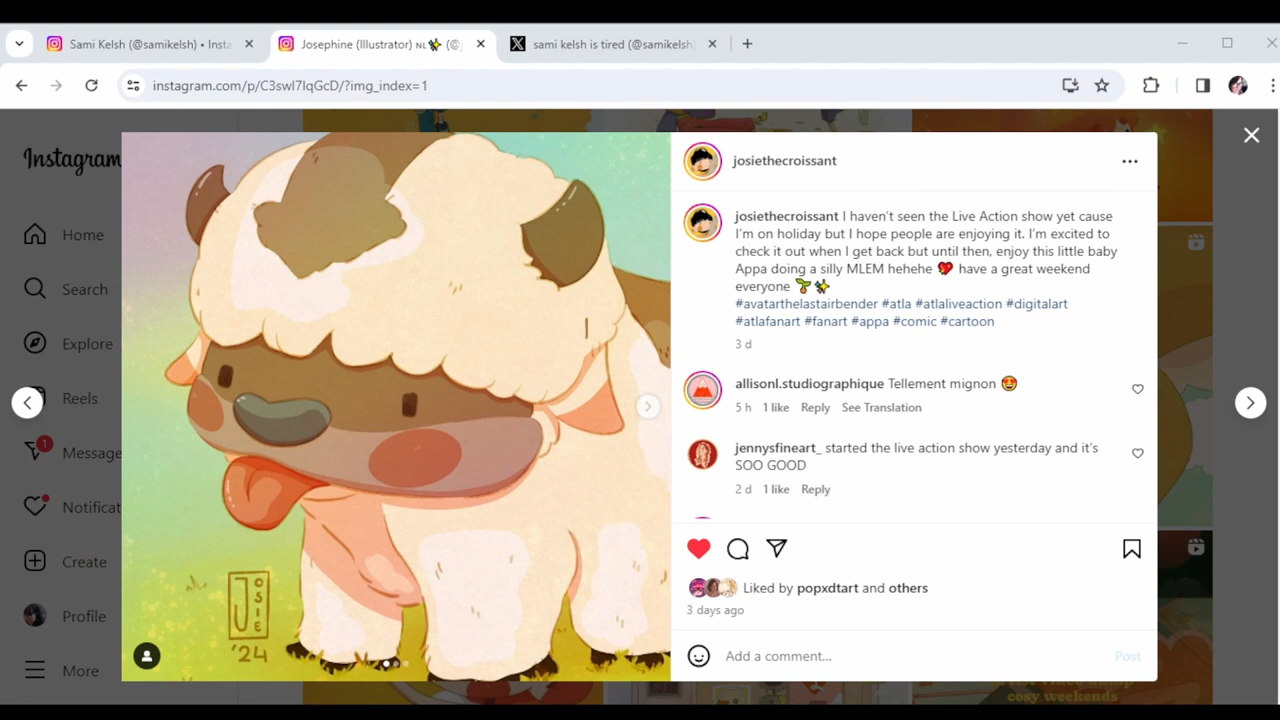 Sami Kelsh (@samikelsh) • Insta
Josephine (Illustrator) NL (©
sami kelsh is tired (@samikelsh)
instagram.com/p/C3swI7IqGcD/?img_index=1
Instagram
Home
Search
Explore
Reels
1
Message
Notificat
Create
Profile
More
JOSIE
'24
josiethecroissant
josiethecroissant I haven't seen the Live Action show yet cause
I'm on holiday but I hope people are enjoying it. I'm excited to
check it out when I get back but until then, enjoy this little baby
Appa doing a silly MLEM hehehe 💖 have a great weekend
everyone 🌱✨
#avatarthelastairbender #atla #atlaliveaction #digitalart
#atlafanart #fanart #appa #comic #cartoon
3 d
allisonl.studiographique Tellement mignon 🤩
5 h 1 like Reply See Translation
jennysfineart_ started the live action show yesterday and it's
SOO GOOD
2 d 1 like Reply
Liked by popxdtart and others
3 days ago
Add a comment...
Post
cosy weekends